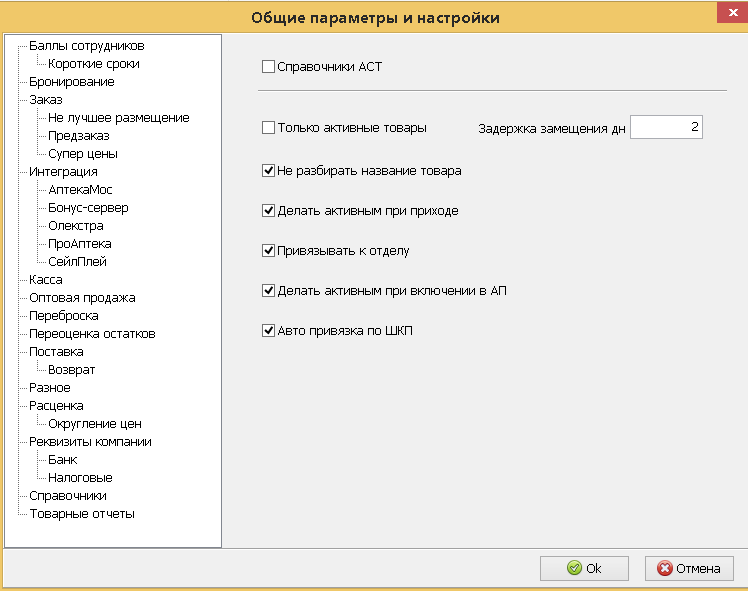 Общие параметры и настройки
Баллы сотрудников
Короткие сроки
Бронирование
Заказ
Не лучшее размещение
Предзаказ
Супер цены
Интеграция
АптекаМос
Бонус-сервер
Олекстра
ПроАптека
СейлПлей
Касса
Оптовая продажа
Переброска
Переоценка остатков
Поставка
Возврат
Разное
Расценка
Округление цен
Реквизиты компании
Банк
Налоговые
Справочники
Товарные отчеты
Справочники АСТ
Только активные товары Задержка замещения дн 2
Не разбирать название товара
Делать активным при приходе
Привязывать к отделу
Делать активным при включении в АП
Авто привязка по ШКП
Ok Отмена